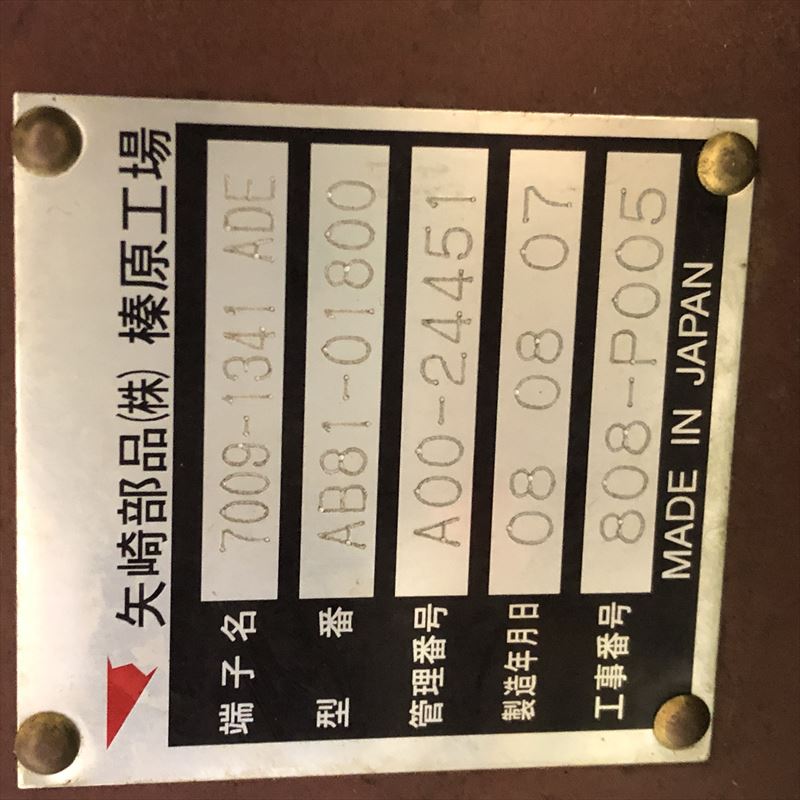 矢崎部品(株) 榛原工場
端子名 7009-1341 ADE
型番 AB81-01800
管理番号 A00-24451
製造年月日 08 08 07
工事番号 808-P005
MADE IN JAPAN